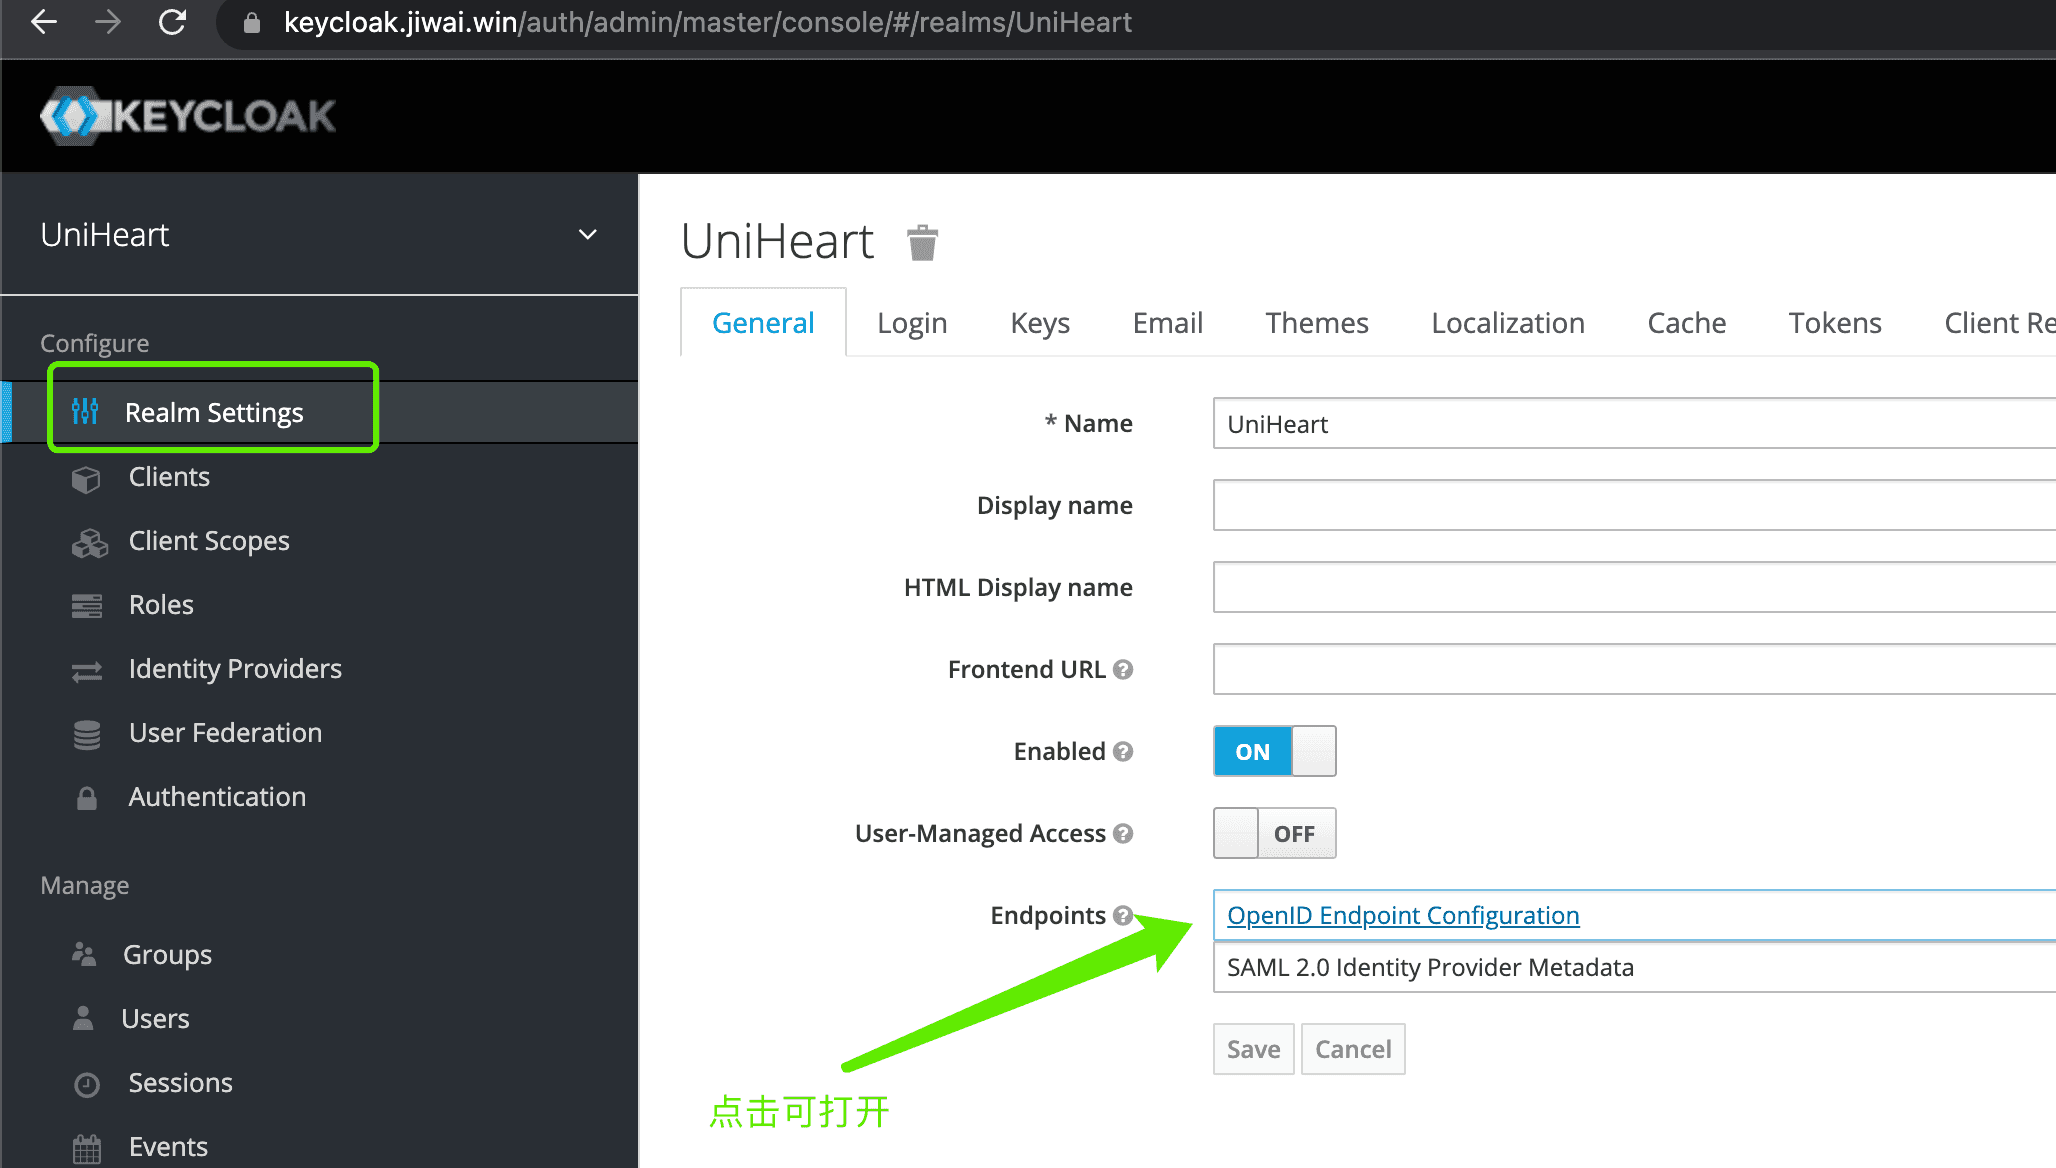 keycloak.jiwai.win/auth/admin/master/console/#/realms/UniHeart
KEYCLOAK
UniHeart
Configure
Realm Settings
Clients
Client Scopes
Roles
Identity Providers
User Federation
Authentication
Manage
Groups
Users
Sessions
Events
UniHeart
General Login Keys Email Themes Localization Cache Tokens Client Re
* Name UniHeart
Display name
HTML Display name
Frontend URL ?
Enabled ? ON
User-Managed Access ? OFF
Endpoints ? OpenID Endpoint Configuration
SAML 2.0 Identity Provider Metadata
Save Cancel
点击可打开